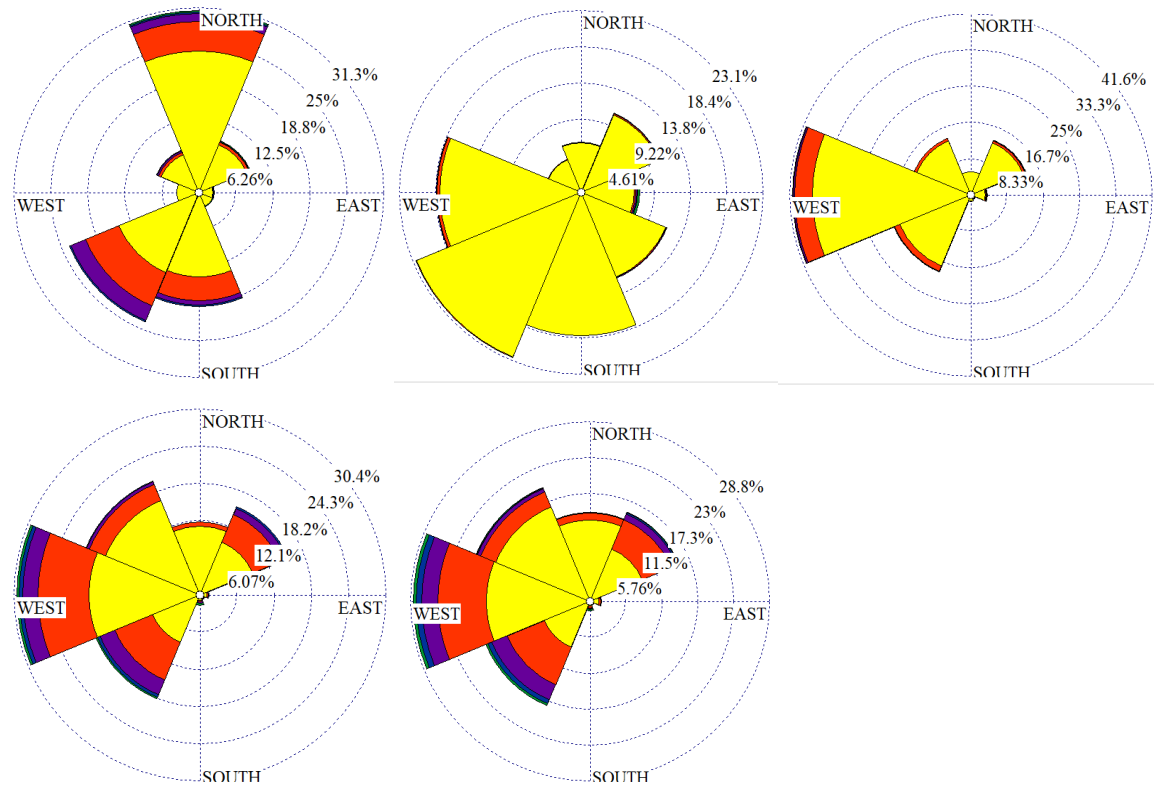 NORTH
31.3%
25%
18.8%
12.5%
6.26%
WEST
EAST
SOUTH
NORTH
23.1%
18.4%
13.8%
9.22%
4.61%
WEST
EAST
SOUTH
NORTH
41.6%
33.3%
25%
16.7%
8.33%
WEST
EAST
SOUTH
NORTH
30.4%
24.3%
18.2%
12.1%
6.07%
WEST
EAST
SOUTH
NORTH
28.8%
23%
17.3%
11.5%
5.76%
WEST
EAST
SOUTH